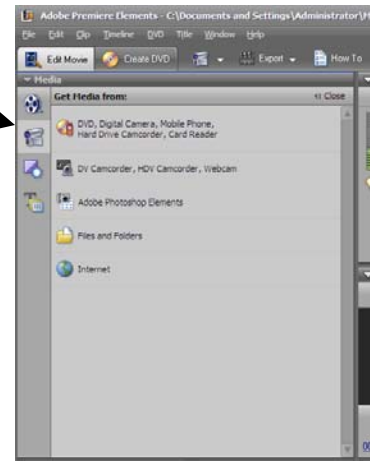 Adobe Premiere Elements - C:\Documents and Settings\Administrator\M
File Edit Clip Timeline DVD Title Window Help
Edit Movie Create DVD Export How To
Media
Get Media from: Close
DVD, Digital Camera, Mobile Phone,
Hard Drive Camcorder, Card Reader
DV Camcorder, HDV Camcorder, Webcam
Adobe Photoshop Elements
Files and Folders
Internet